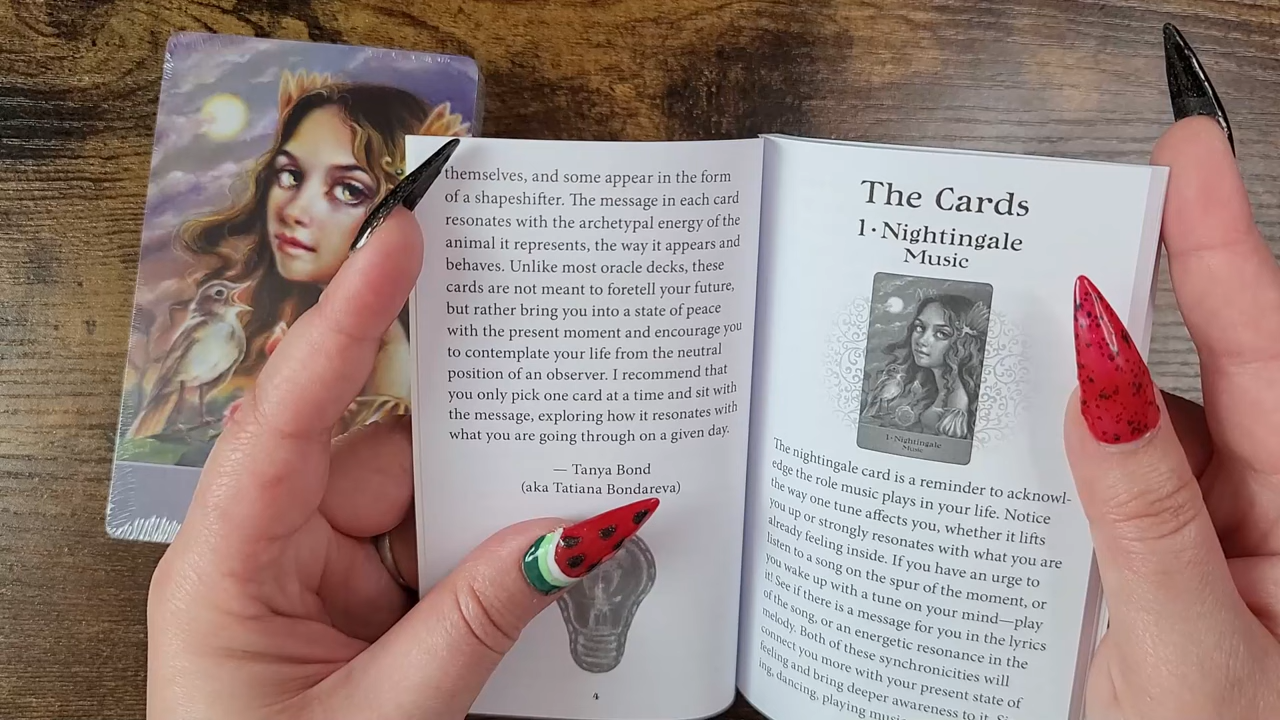 themselves, and some appear in the form
of a shapeshifter. The message in each card
resonates with the archetypal energy of the
animal it represents, the way it appears and
behaves. Unlike most oracle decks, these
cards are not meant to foretell your future,
but rather bring you into a state of peace
with the present moment and encourage you
to contemplate your life from the neutral
position of an observer. I recommend that
you only pick one card at a time and sit with
the message, exploring how it resonates with
what you are going through on a given day.
— Tanya Bond
(aka Tatiana Bondareva)
4
The Cards
1 • Nightingale
Music
1 • Nightingale
Music
The nightingale card is a reminder to acknowl-
edge the role music plays in your life. Notice
the way one tune affects you, whether it lifts
you up or strongly resonates with what you are
already feeling inside. If you have an urge to
listen to a song on the spur of the moment, or
you wake up with a tune on your mind—play
it! See if there is a message for you in the lyrics
of the song, or an energetic resonance in the
melody. Both of these synchronicities will
connect you more with your present state of
feeling and bring deeper awareness to it.
ing, dancing, playing